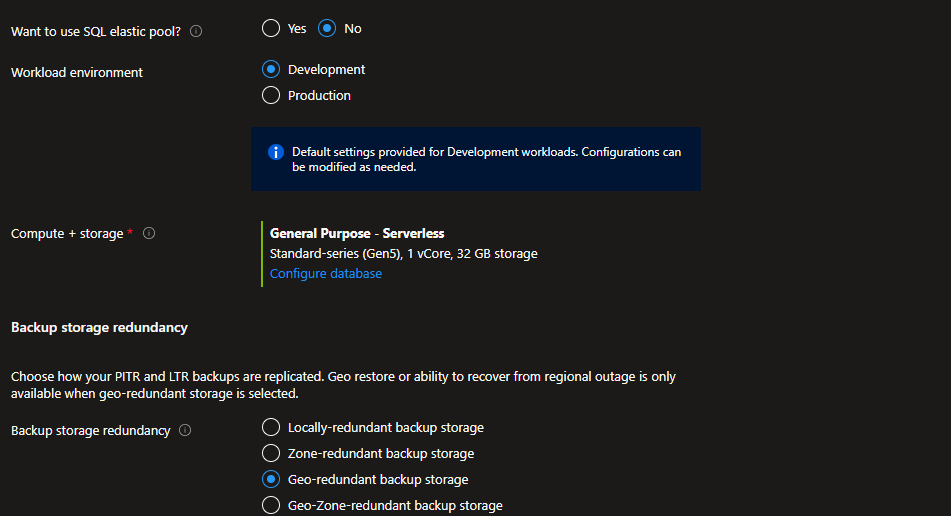 Want to use SQL elastic pool?
Yes
No
Workload environment
Development
Production
Default settings provided for Development workloads. Configurations can
be modified as needed.
Compute + storage *
General Purpose - Serverless
Standard-series (Gen5), 1 vCore, 32 GB storage
Configure database
Backup storage redundancy
Choose how your PITR and LTR backups are replicated. Geo restore or ability to recover from regional outage is only
available when geo-redundant storage is selected.
Backup storage redundancy
Locally-redundant backup storage
Zone-redundant backup storage
Geo-redundant backup storage
Geo-Zone-redundant backup storage